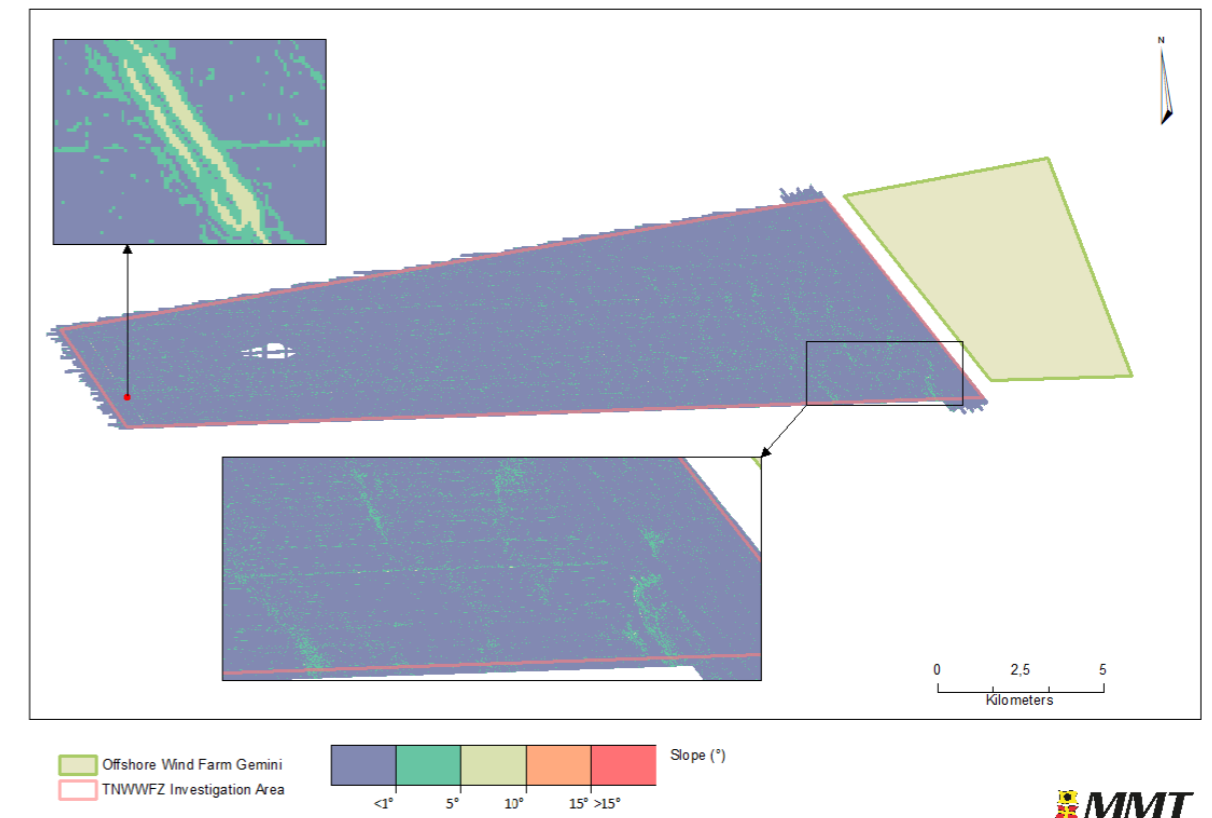 N
0 2,5 5
Kilometers
Offshore Wind Farm Gemini
TNWWFZ Investigation Area
<1° 5° 10° 15° >15°
Slope (°)
MMT